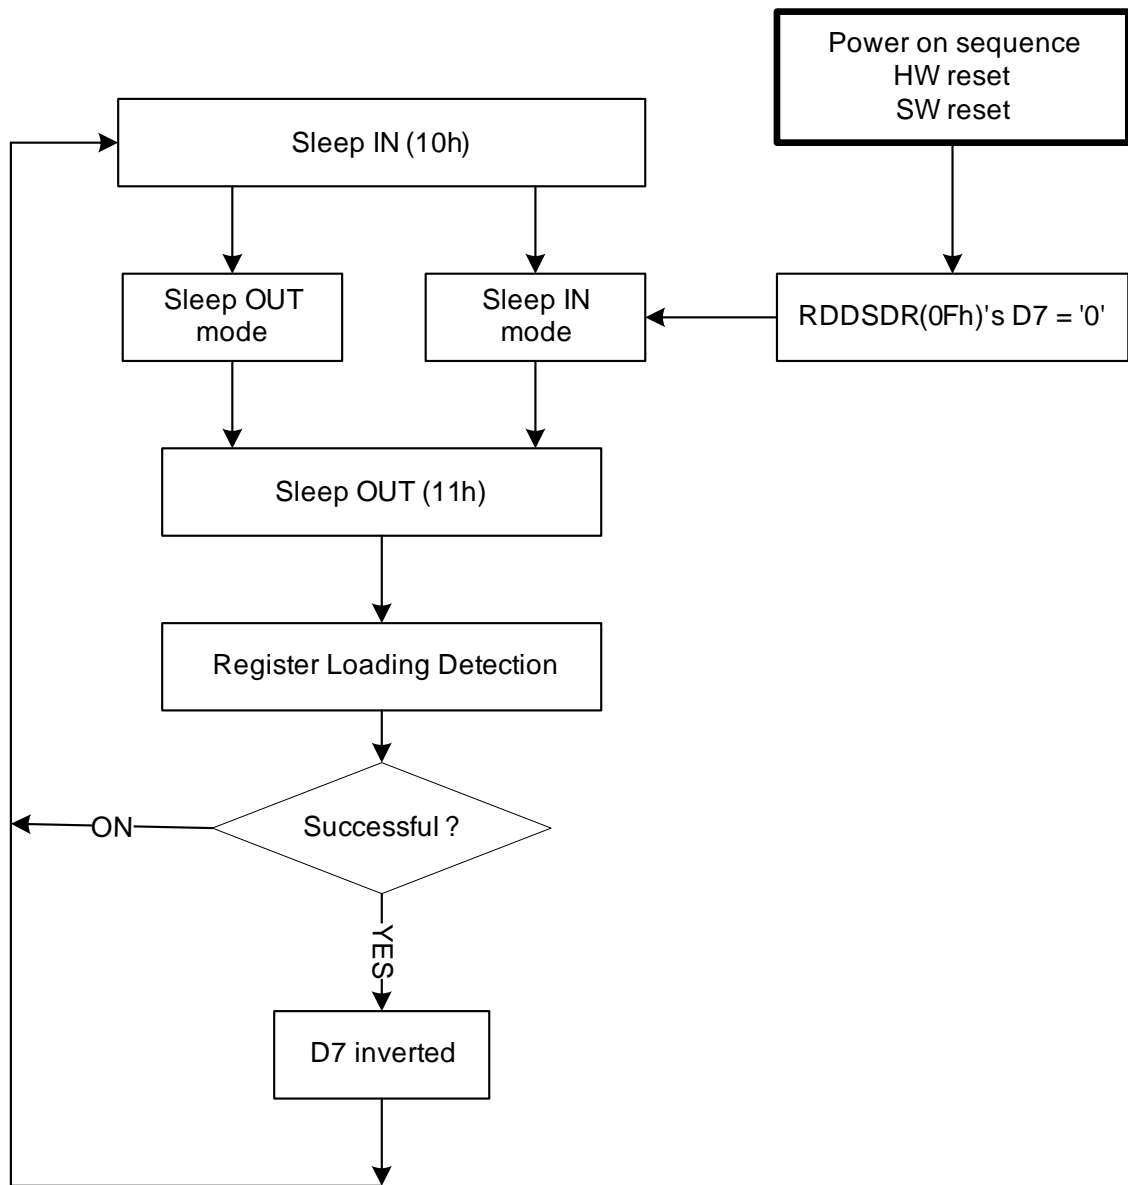 Power on sequence
HW reset
SW reset
Sleep IN (10h)
Sleep OUT
mode
Sleep IN
mode
RDDSDR(0Fh)'s D7 = '0'
Sleep OUT (11h)
Register Loading Detection
Successful ?
ON
YES
D7 inverted